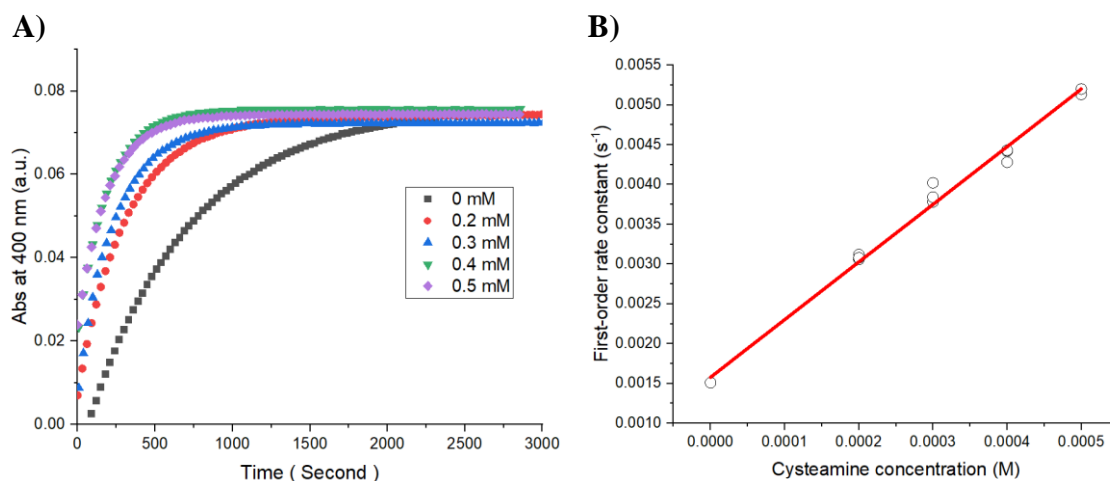 A)
Abs at 400 nm (a.u.)
0.08
0.06
0.04
0.02
0.00
0 mM
0.2 mM
0.3 mM
0.4 mM
0.5 mM
0 500 1000 1500 2000 2500 3000
Time ( Second )
B)
First-order rate constant (s⁻¹)
0.0055
0.0050
0.0045
0.0040
0.0035
0.0030
0.0025
0.0020
0.0015
0.0010
0.0000 0.0001 0.0002 0.0003 0.0004 0.0005
Cysteamine concentration (M)